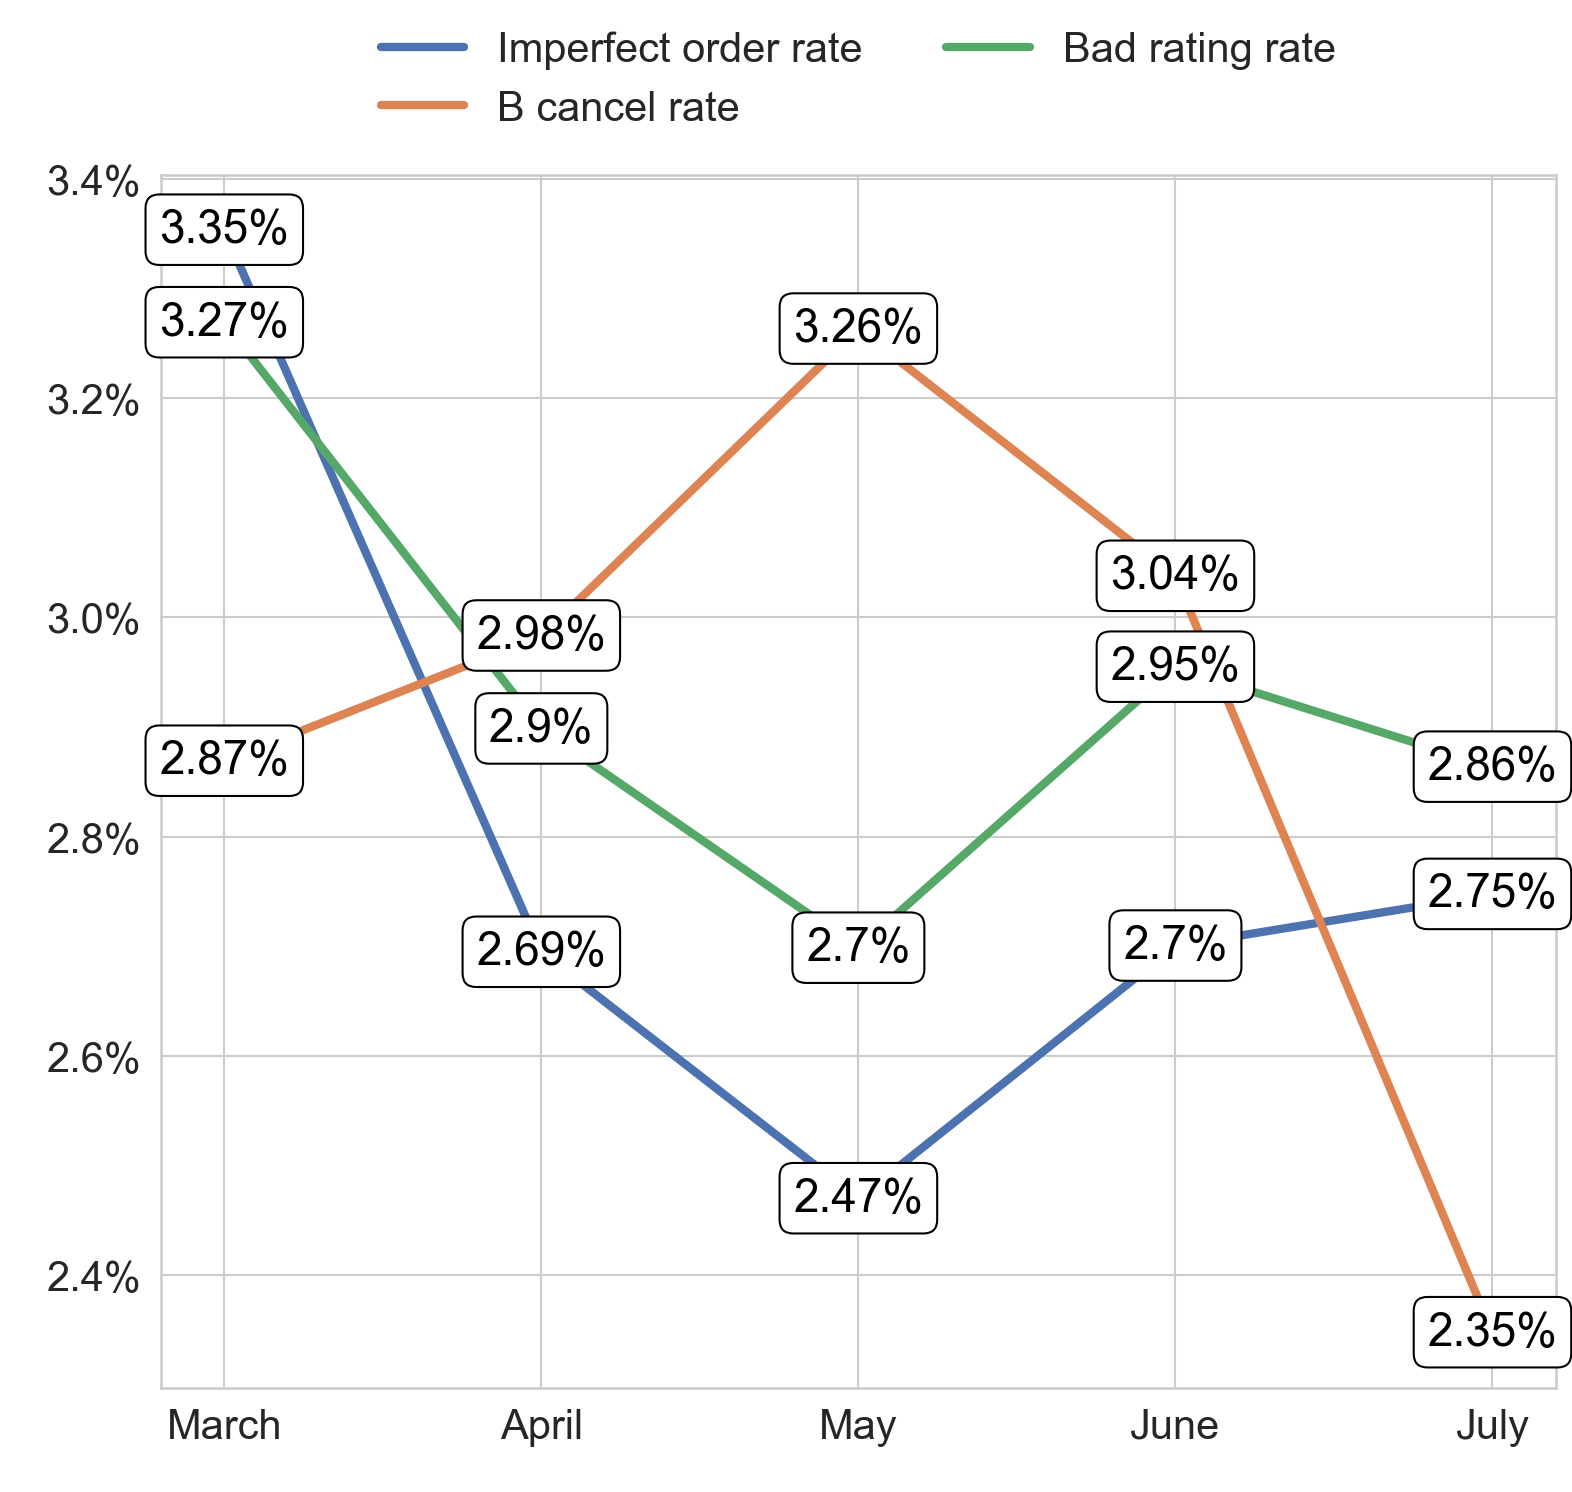 Imperfect order rate
Bad rating rate
B cancel rate
3.4%
3.35%
3.27%
3.26%
3.2%
3.04%
3.0%
2.98%
2.95%
2.9%
2.87%
2.86%
2.8%
2.75%
2.69%
2.7%
2.7%
2.6%
2.47%
2.4%
2.35%
March
April
May
June
July